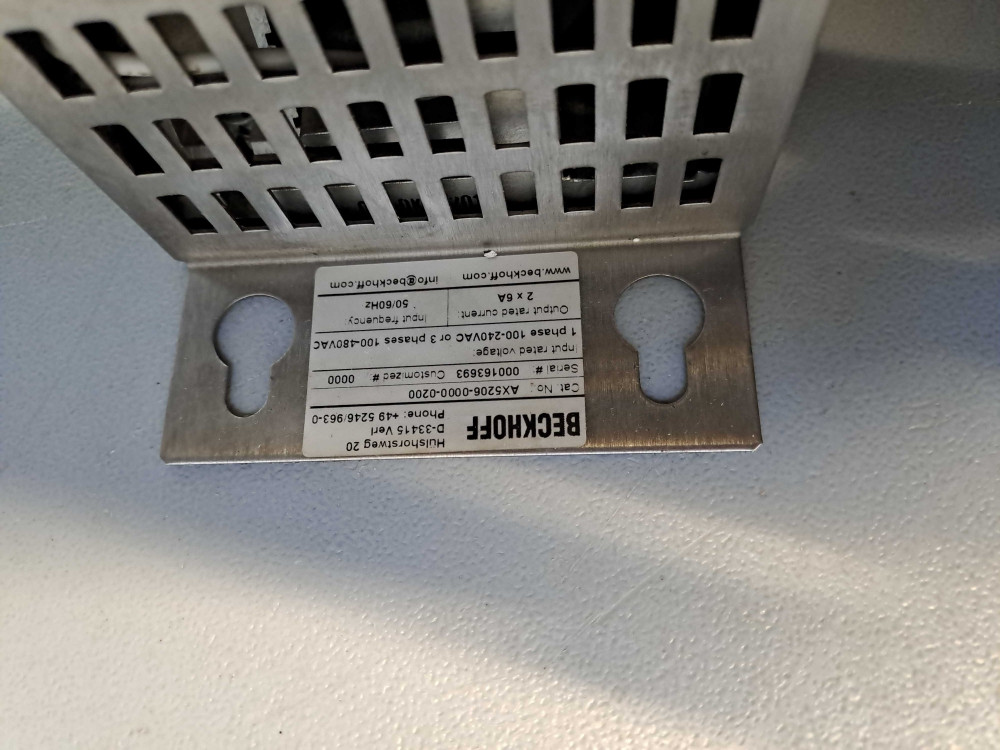 BECKHOFF
Hülshorstweg 20
D-33415 Verl
Phone: +49 5246/963-0
Cat. No.: AX5206-0000-0200
Serial #: 000163693 Customized # 0000
Input rated voltage:
1 phase 100-240VAC or 3 phases 100-480VAC
Output rated current: Input frequency:
2 x 6A 50/60Hz
www.beckhoff.com info@beckhoff.com